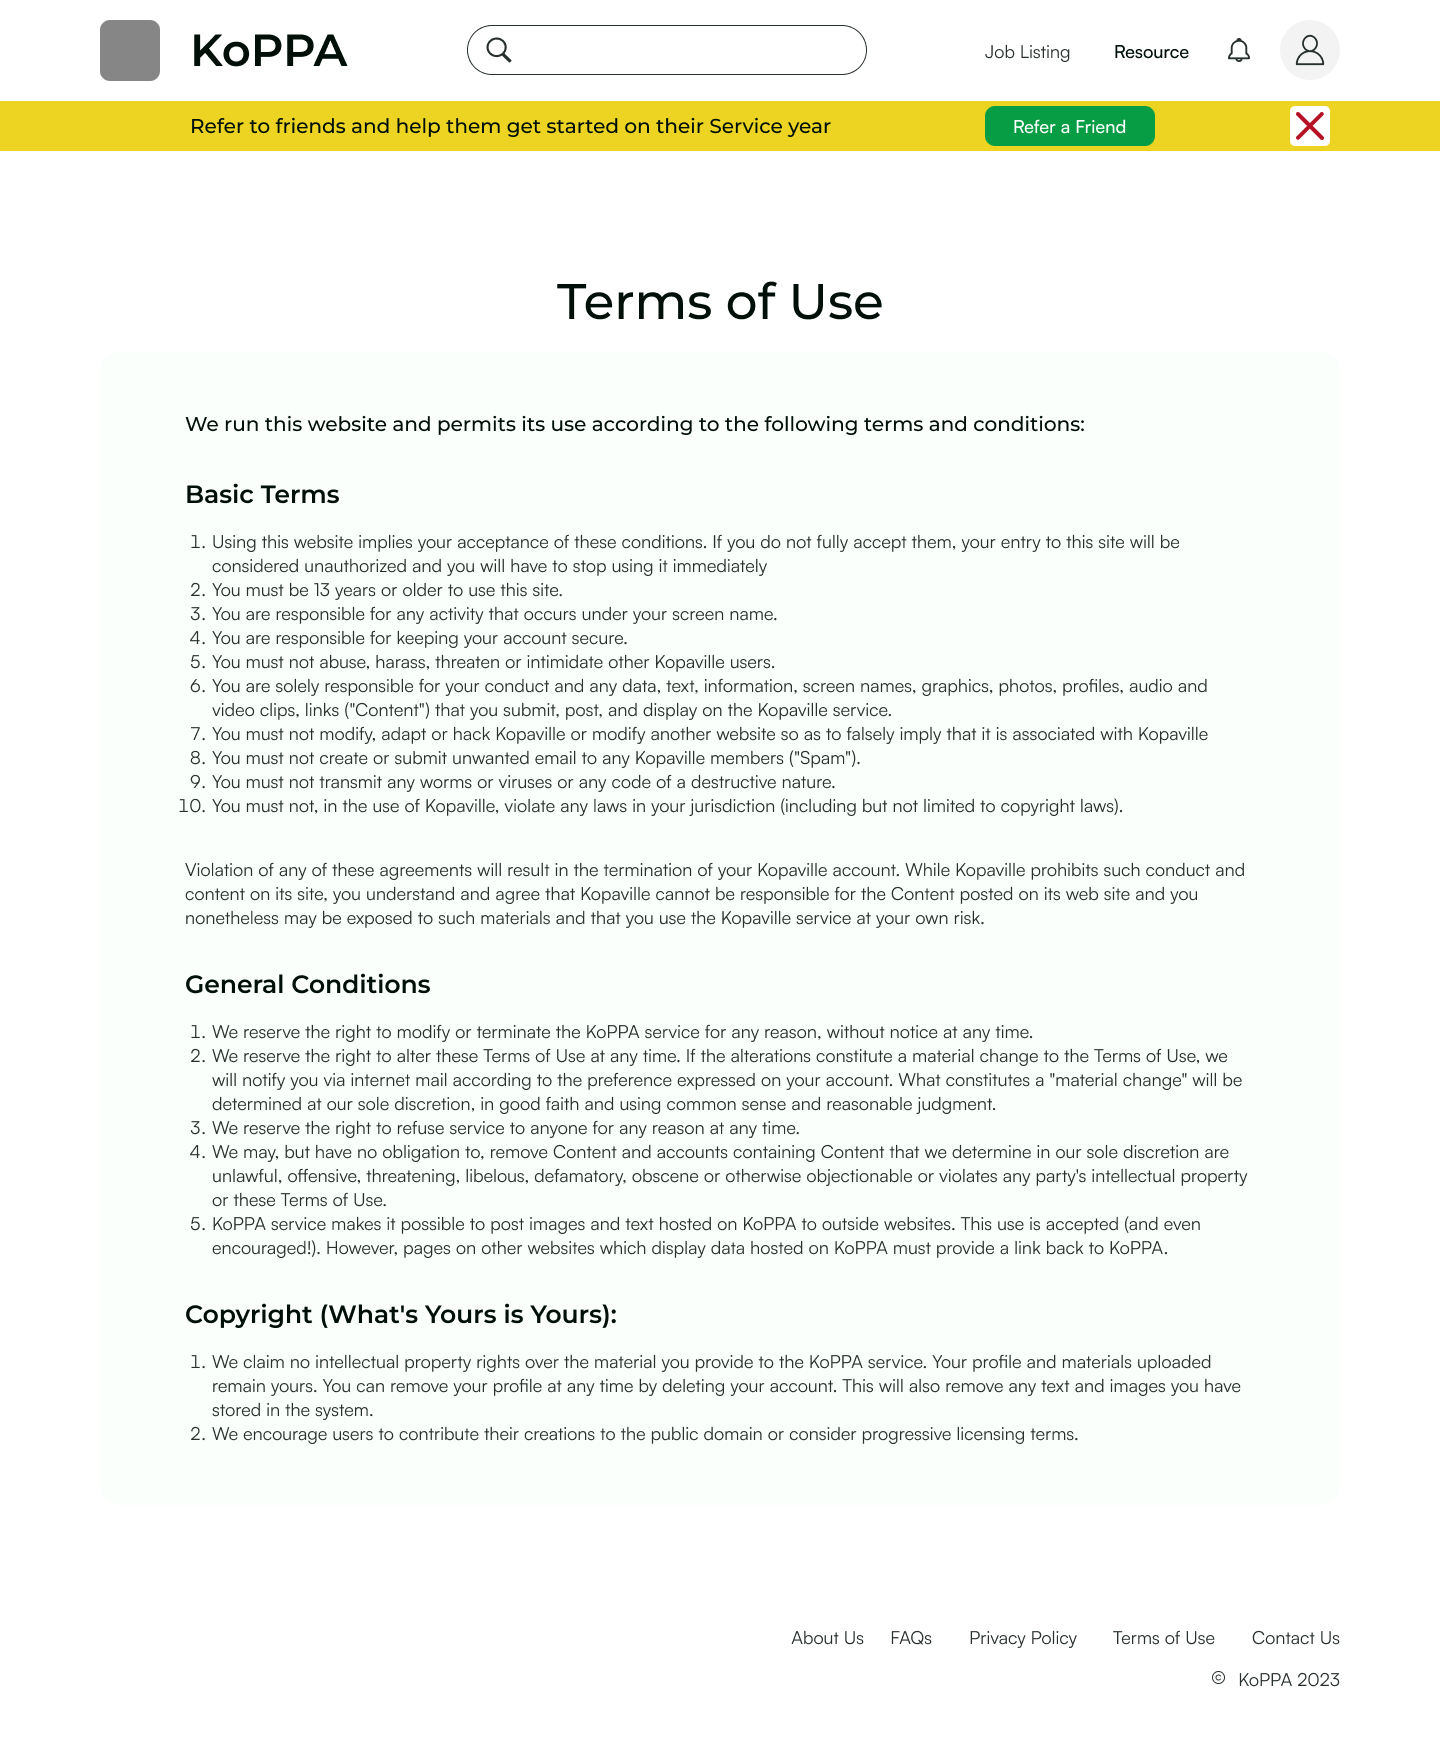 KoPPA
Job Listing
Resource
Refer to friends and help them get started on their Service year
Refer a Friend
Terms of Use
We run this website and permits its use according to the following terms and conditions:
Basic Terms
1. Using this website implies your acceptance of these conditions. If you do not fully accept them, your entry to this site will be
considered unauthorized and you will have to stop using it immediately
2. You must be 13 years or older to use this site.
3. You are responsible for any activity that occurs under your screen name.
4. You are responsible for keeping your account secure.
5. You must not abuse, harass, threaten or intimidate other Kopaville users.
6. You are solely responsible for your conduct and any data, text, information, screen names, graphics, photos, profiles, audio and
video clips, links ("Content") that you submit, post, and display on the Kopaville service.
7. You must not modify, adapt or hack Kopaville or modify another website so as to falsely imply that it is associated with Kopaville
8. You must not create or submit unwanted email to any Kopaville members ("Spam").
9. You must not transmit any worms or viruses or any code of a destructive nature.
10. You must not, in the use of Kopaville, violate any laws in your jurisdiction (including but not limited to copyright laws).
Violation of any of these agreements will result in the termination of your Kopaville account. While Kopaville prohibits such conduct and
content on its site, you understand and agree that Kopaville cannot be responsible for the Content posted on its web site and you
nonetheless may be exposed to such materials and that you use the Kopaville service at your own risk.
General Conditions
1. We reserve the right to modify or terminate the KoPPA service for any reason, without notice at any time.
2. We reserve the right to alter these Terms of Use at any time. If the alterations constitute a material change to the Terms of Use, we
will notify you via internet mail according to the preference expressed on your account. What constitutes a "material change" will be
determined at our sole discretion, in good faith and using common sense and reasonable judgment.
3. We reserve the right to refuse service to anyone for any reason at any time.
4. We may, but have no obligation to, remove Content and accounts containing Content that we determine in our sole discretion are
unlawful, offensive, threatening, libelous, defamatory, obscene or otherwise objectionable or violates any party's intellectual property
or these Terms of Use.
5. KoPPA service makes it possible to post images and text hosted on KoPPA to outside websites. This use is accepted (and even
encouraged!). However, pages on other websites which display data hosted on KoPPA must provide a link back to KoPPA.
Copyright (What's Yours is Yours):
1. We claim no intellectual property rights over the material you provide to the KoPPA service. Your profile and materials uploaded
remain yours. You can remove your profile at any time by deleting your account. This will also remove any text and images you have
stored in the system.
2. We encourage users to contribute their creations to the public domain or consider progressive licensing terms.
About Us
FAQs
Privacy Policy
Terms of Use
Contact Us
© KoPPA 2023